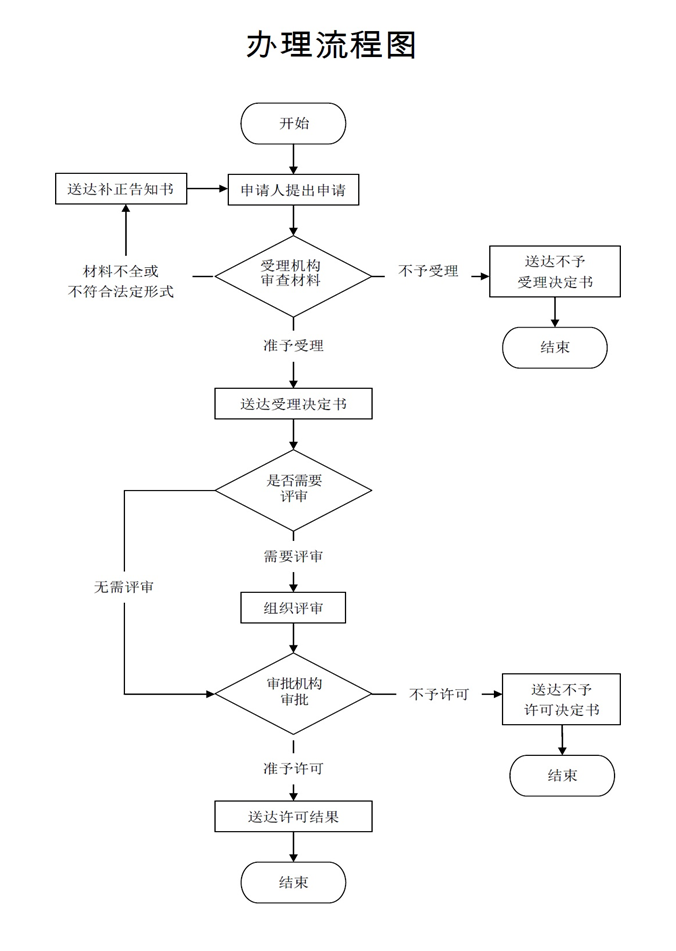 办理流程图
开始
送达补正告知书
申请人提出申请
材料不全或
不符合法定形式
受理机构
审查材料
不予受理
送达不予
受理决定书
结束
准予受理
送达受理决定书
是否需要
评审
需要评审
无需评审
组织评审
审批机构
审批
不予许可
送达不予
许可决定书
结束
准予许可
送达许可结果
结束